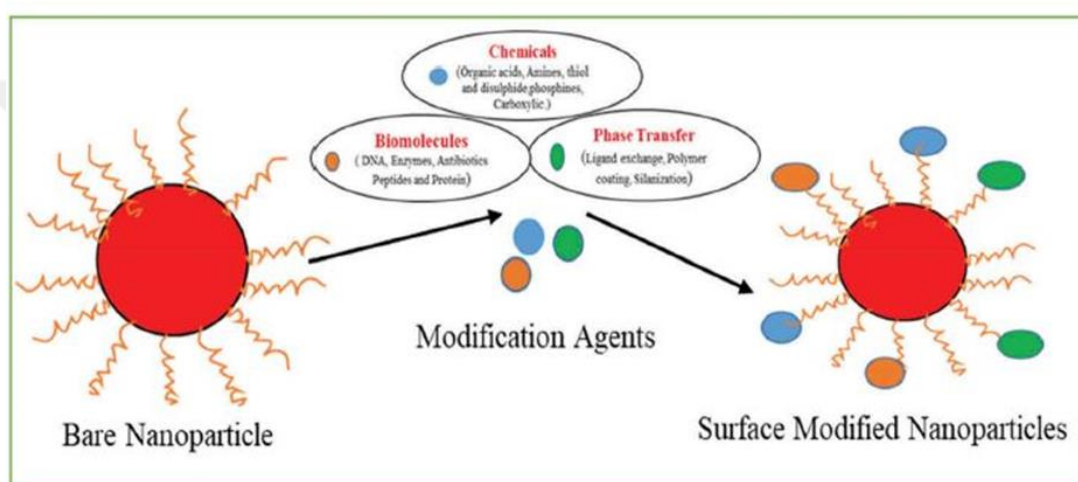 Chemicals
(Organic acids, Amines, thiol
and disulphide,phosphines,
Carboxylic.)
Biomolecules
( DNA, Enzymes, Antibiotics
Peptides and Protein)
Phase Transfer
(Ligand exchange, Polymer
coating, Silanization)
Modification Agents
Bare Nanoparticle
Surface Modified Nanoparticles